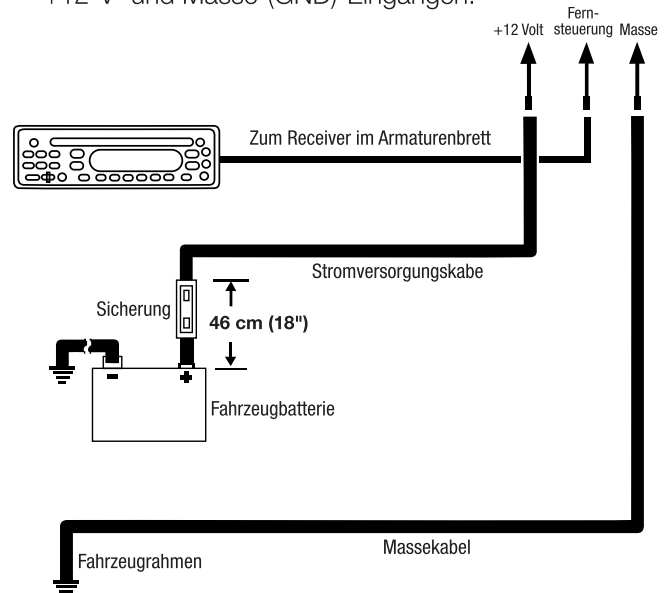 +12 V- und Masse-(GND)-Eingängen.
Fern-
+12 Volt steuerung Masse
Zum Receiver im Armaturenbrett
Stromversorgungskabe
Sicherung
46 cm (18")
Fahrzeugbatterie
Massekabel
Fahrzeugrahmen